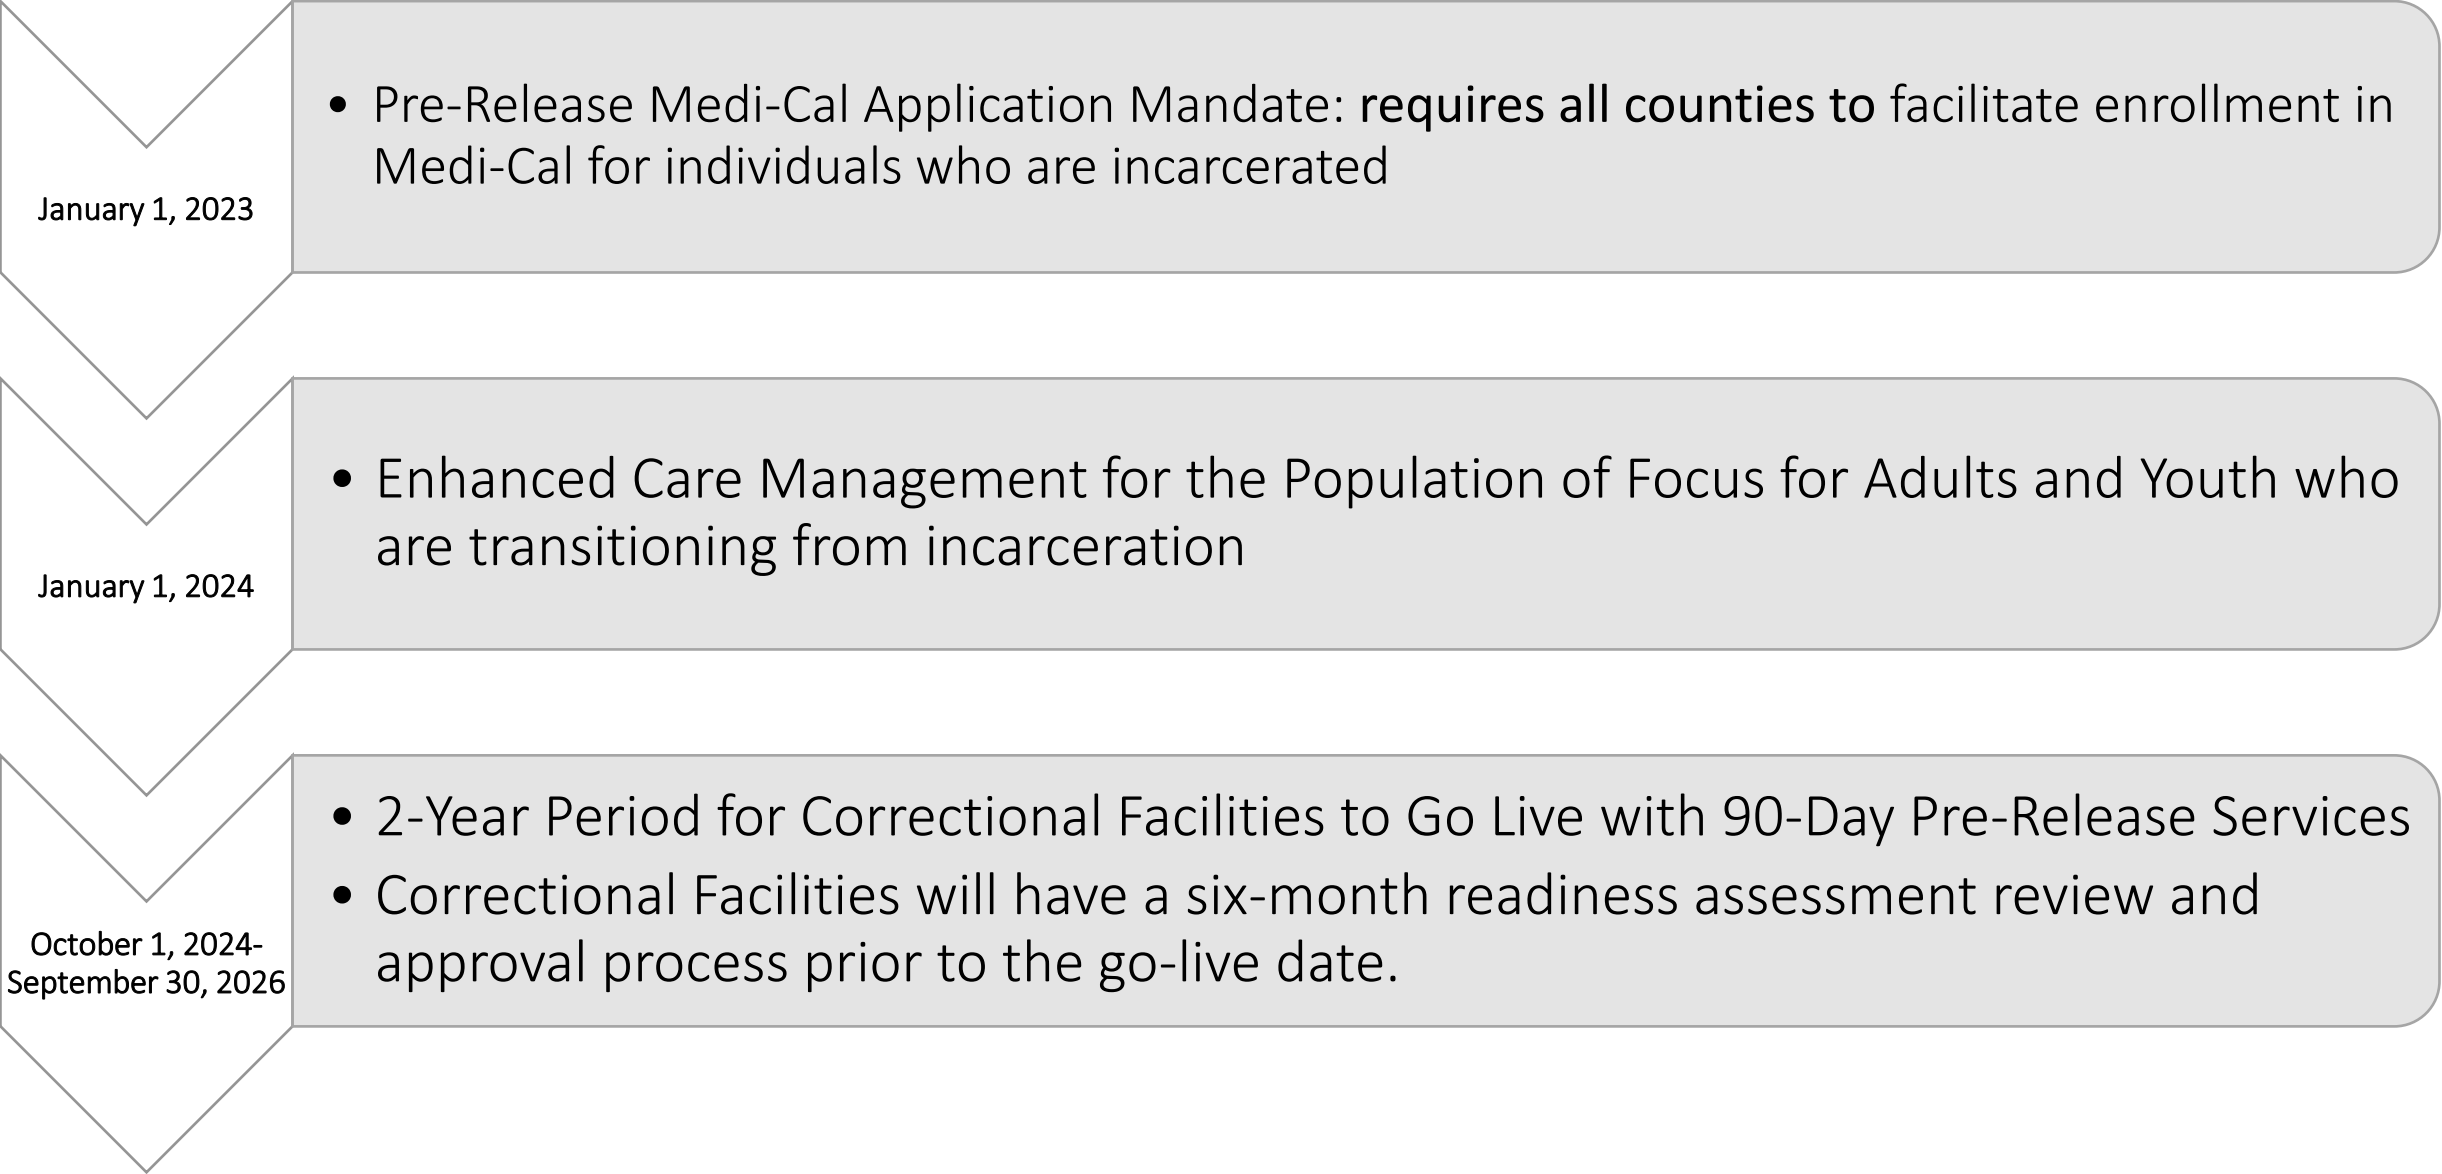 January 1, 2023
• Pre-Release Medi-Cal Application Mandate: requires all counties to facilitate enrollment in
Medi-Cal for individuals who are incarcerated
January 1, 2024
• Enhanced Care Management for the Population of Focus for Adults and Youth who
are transitioning from incarceration
October 1, 2024-
September 30, 2026
• 2-Year Period for Correctional Facilities to Go Live with 90-Day Pre-Release Services
• Correctional Facilities will have a six-month readiness assessment review and
approval process prior to the go-live date.